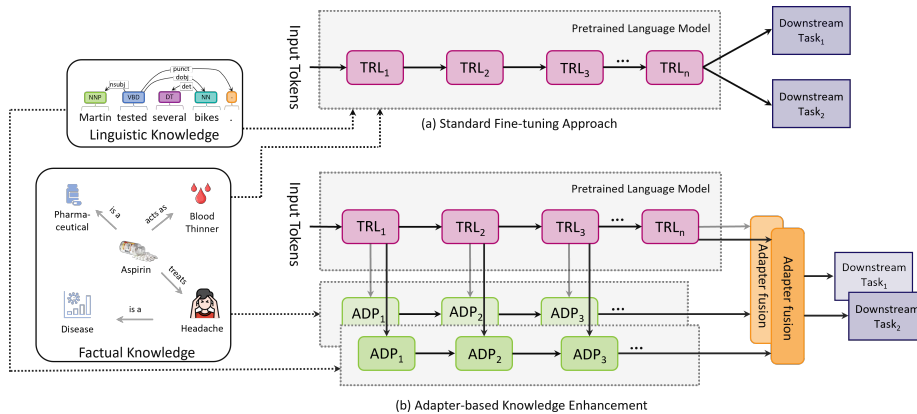 Pretrained Language Model
Input Tokens
TRL1
TRL2
TRL3
...
TRLn
Downstream
Task1
Downstream
Task2
(a) Standard Fine-tuning Approach
punct
dobj
nsubj
det
NNP
VBD
DT
NN
.
Martin tested several bikes .
Linguistic Knowledge
Pharma-
ceutical
is a
acts as
Blood
Thinner
Aspirin
treats
Disease
is a
Headache
Factual Knowledge
Pretrained Language Model
Input Tokens
TRL1
TRL2
TRL3
...
TRLn
ADP1
ADP2
ADP3
...
ADP1
ADP2
ADP3
...
Adapter fusion
Adapter fusion
Downstream
Task1
Downstream
Task2
(b) Adapter-based Knowledge Enhancement